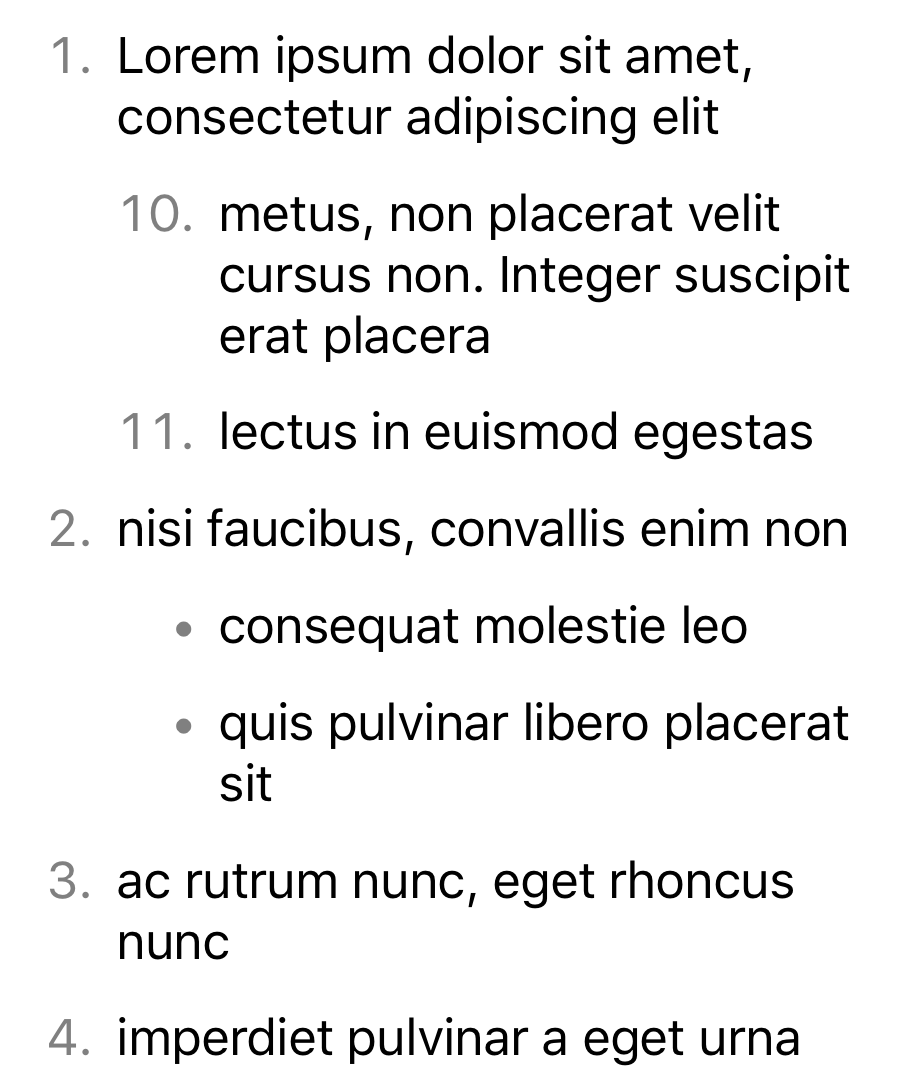 1. Lorem ipsum dolor sit amet,
consectetur adipiscing elit
10. metus, non placerat velit
cursus non. Integer suscipit
erat placera
11. lectus in euismod egestas
2. nisi faucibus, convallis enim non
• consequat molestie leo
• quis pulvinar libero placerat
sit
3. ac rutrum nunc, eget rhoncus
nunc
4. imperdiet pulvinar a eget urna